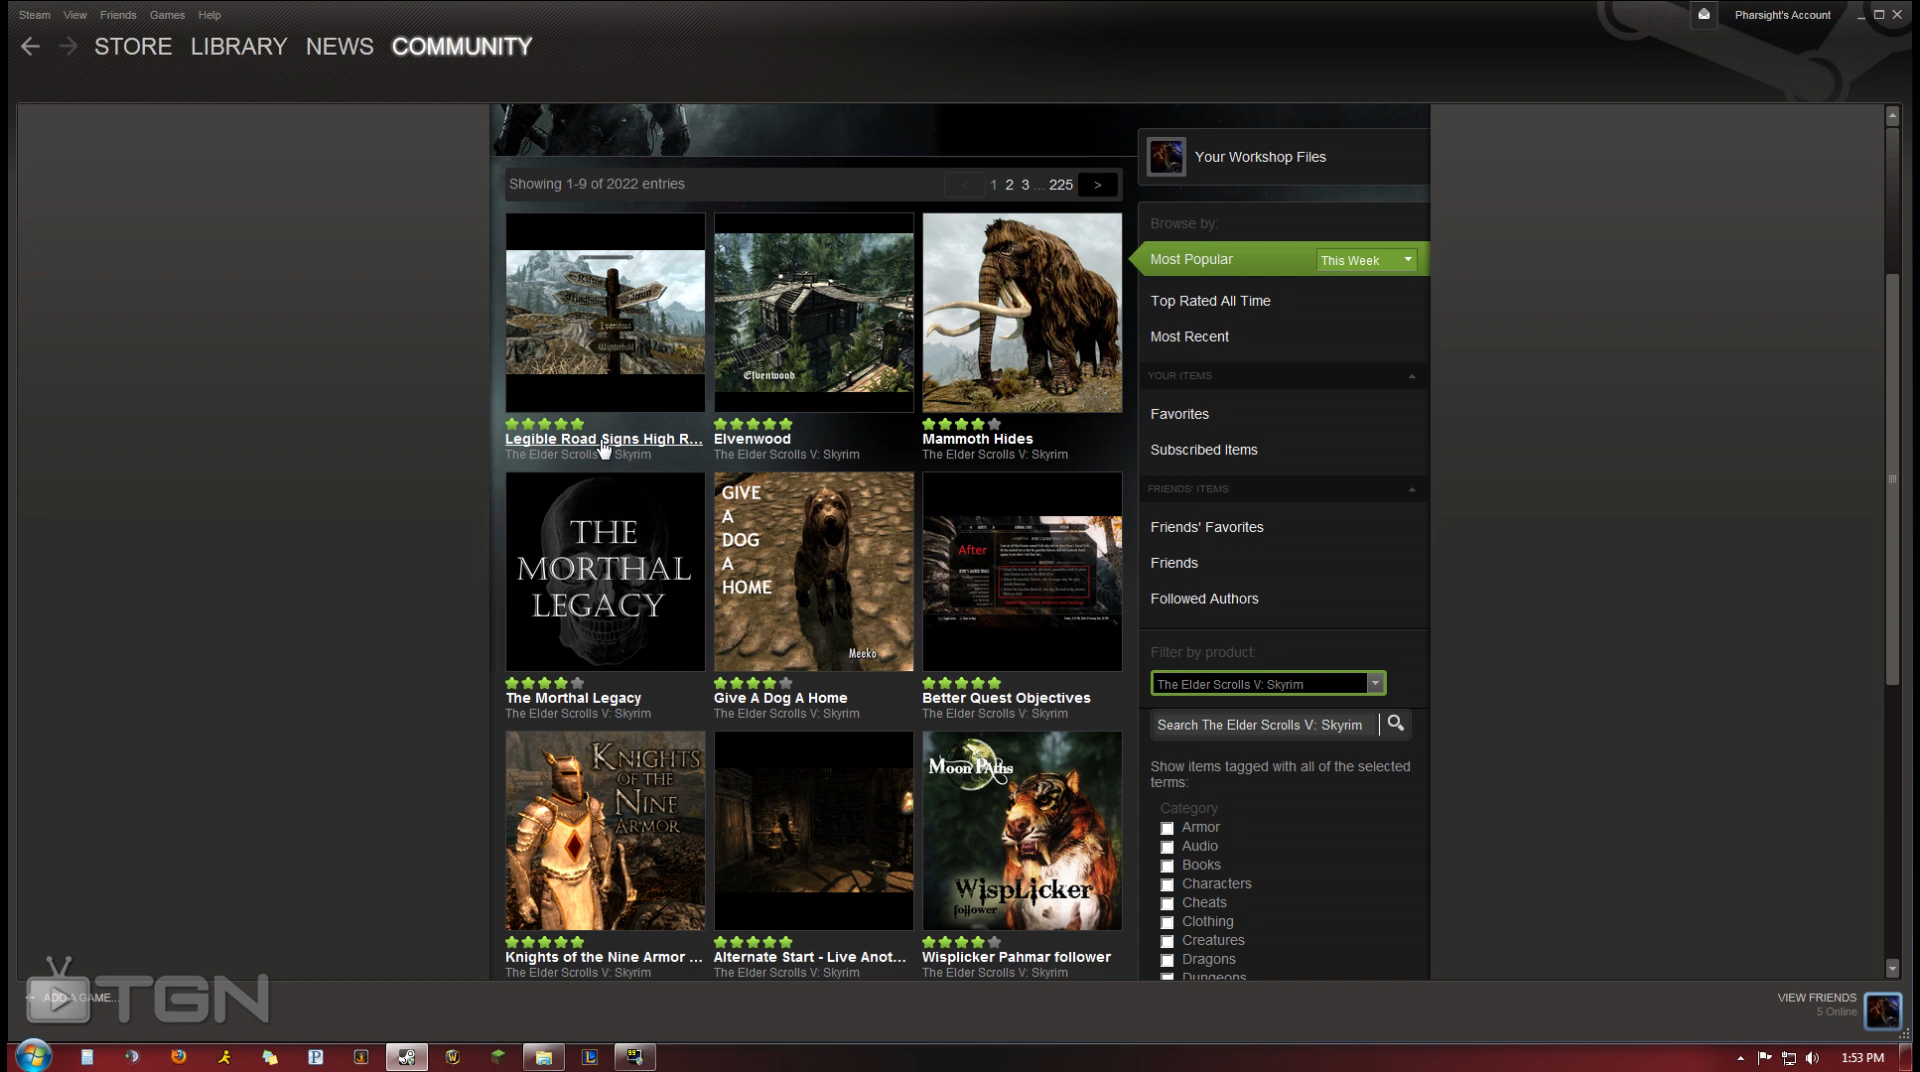 Steam View Friends Games Help
Pharsight's Account
STORE LIBRARY NEWS COMMUNITY
Your Workshop Files
Showing 1-9 of 2022 entries
< 1 2 3 ... 225 >
Browse by:
Most Popular This Week
Top Rated All Time
Most Recent
YOUR ITEMS
Favorites
Subscribed Items
FRIENDS' ITEMS
Friends' Favorites
Friends
Followed Authors
Filter by product:
The Elder Scrolls V: Skyrim
Search The Elder Scrolls V: Skyrim
Show items tagged with all of the selected
terms:
Category
Armor
Audio
Books
Characters
Cheats
Clothing
Creatures
Dragons
Dungeons
Riften
Windhelm
Ivarstead
Winterhold
Elvenwood
Legible Road Signs High R...
The Elder Scrolls V: Skyrim
Elvenwood
The Elder Scrolls V: Skyrim
Mammoth Hides
The Elder Scrolls V: Skyrim
THE
MORTHAL
LEGACY
GIVE
A
DOG
A
HOME
Meeko
After
The Morthal Legacy
The Elder Scrolls V: Skyrim
Give A Dog A Home
The Elder Scrolls V: Skyrim
Better Quest Objectives
The Elder Scrolls V: Skyrim
KNIGHTS
OF THE
NINE
ARMOR
Moon Paths
WispLicker
follower
Knights of the Nine Armor ...
The Elder Scrolls V: Skyrim
Alternate Start - Live Anot...
The Elder Scrolls V: Skyrim
Wisplicker Pahmar follower
The Elder Scrolls V: Skyrim
+ ADD A GAME...
TGN
VIEW FRIENDS
5 Online
1:53 PM